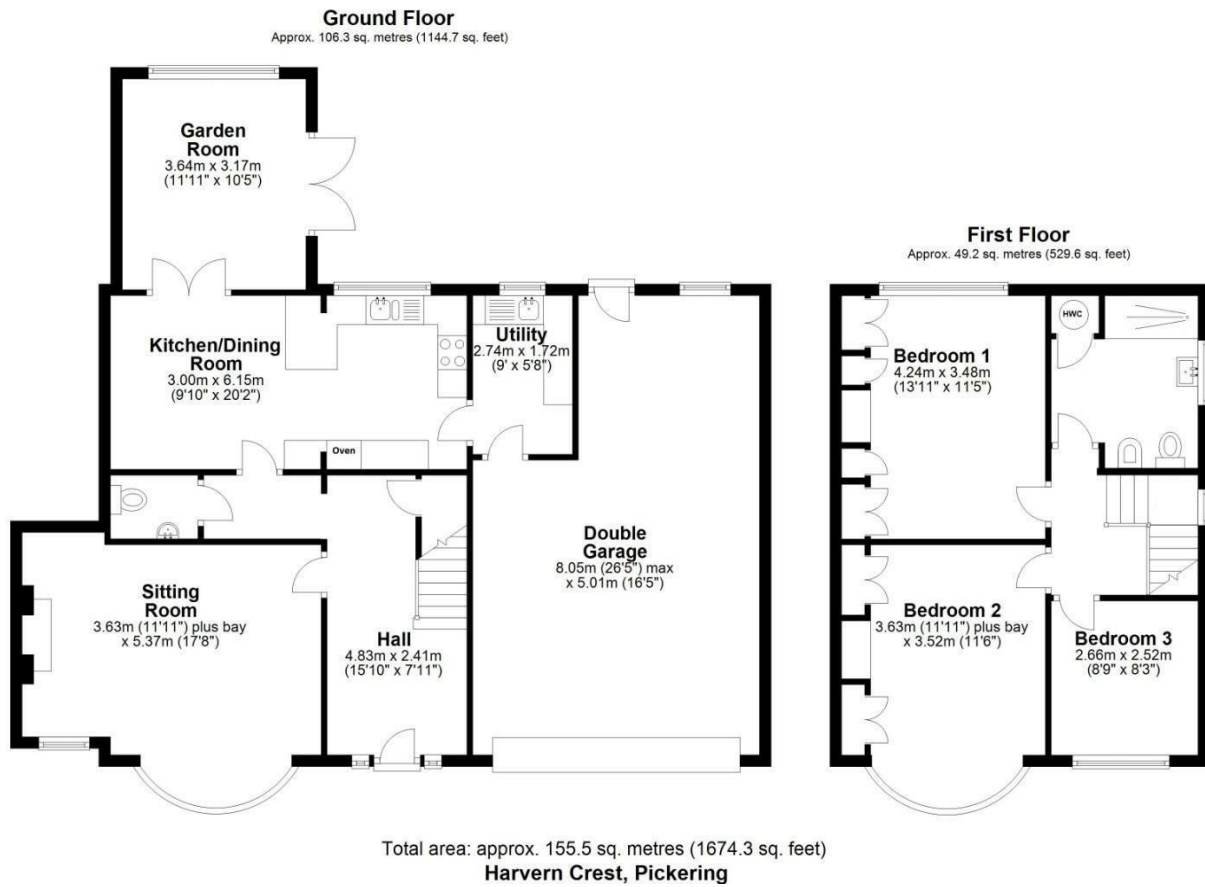 Ground Floor
Approx. 106.3 sq. metres (1144.7 sq. feet)
Garden
Room
3.64m x 3.17m
(11'11" x 10'5")
Kitchen/Dining
Room
3.00m x 6.15m
(9'10" x 20'2")
Oven
Utility
2.74m x 1.72m
(9' x 5'8")
Sitting
Room
3.63m (11'11") plus bay
x 5.37m (17'8")
Hall
4.83m x 2.41m
(15'10" x 7'11")
Double
Garage
8.05m (26'5") max
x 5.01m (16'5")
First Floor
Approx. 49.2 sq. metres (529.6 sq. feet)
HWC
Bedroom 1
4.24m x 3.48m
(13'11" x 11'5")
Bedroom 2
3.63m (11'11") plus bay
x 3.52m (11'6")
Bedroom 3
2.66m x 2.52m
(8'9" x 8'3")
Total area: approx. 155.5 sq. metres (1674.3 sq. feet)
Harvern Crest, Pickering